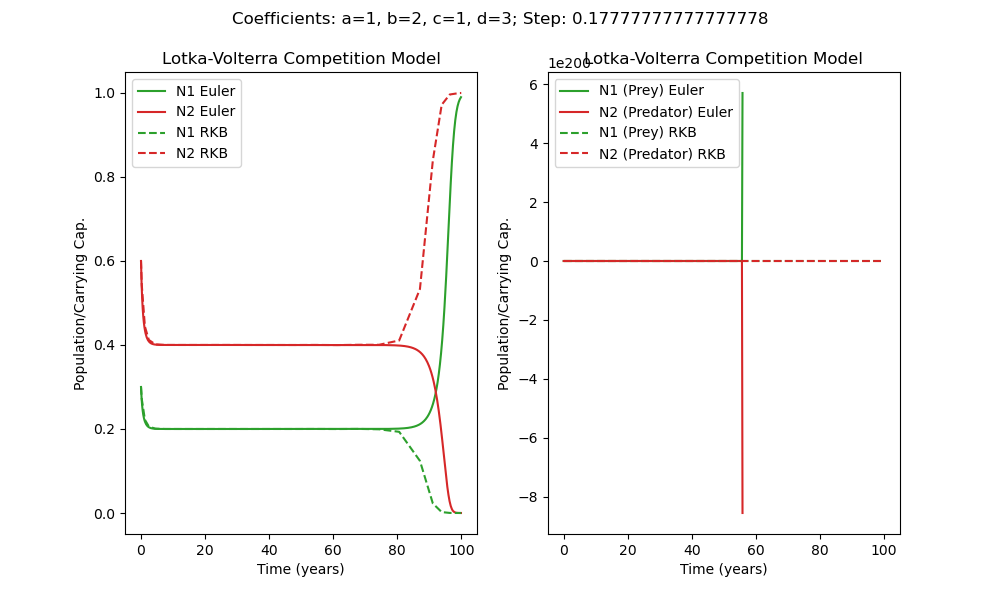 Coefficients: a=1, b=2, c=1, d=3; Step: 0.17777777777777778
Lotka-Volterra Competition Model
N1 Euler
N2 Euler
N1 RKB
N2 RKB
Population/Carrying Cap.
1.0
0.8
0.6
0.4
0.2
0.0
0
20
40
60
80
100
Time (years)
Lotka-Volterra Competition Model
1e200
N1 (Prey) Euler
N2 (Predator) Euler
N1 (Prey) RKB
N2 (Predator) RKB
Population/Carrying Cap.
6
4
2
0
−2
−4
−6
−8
0
20
40
60
80
100
Time (years)